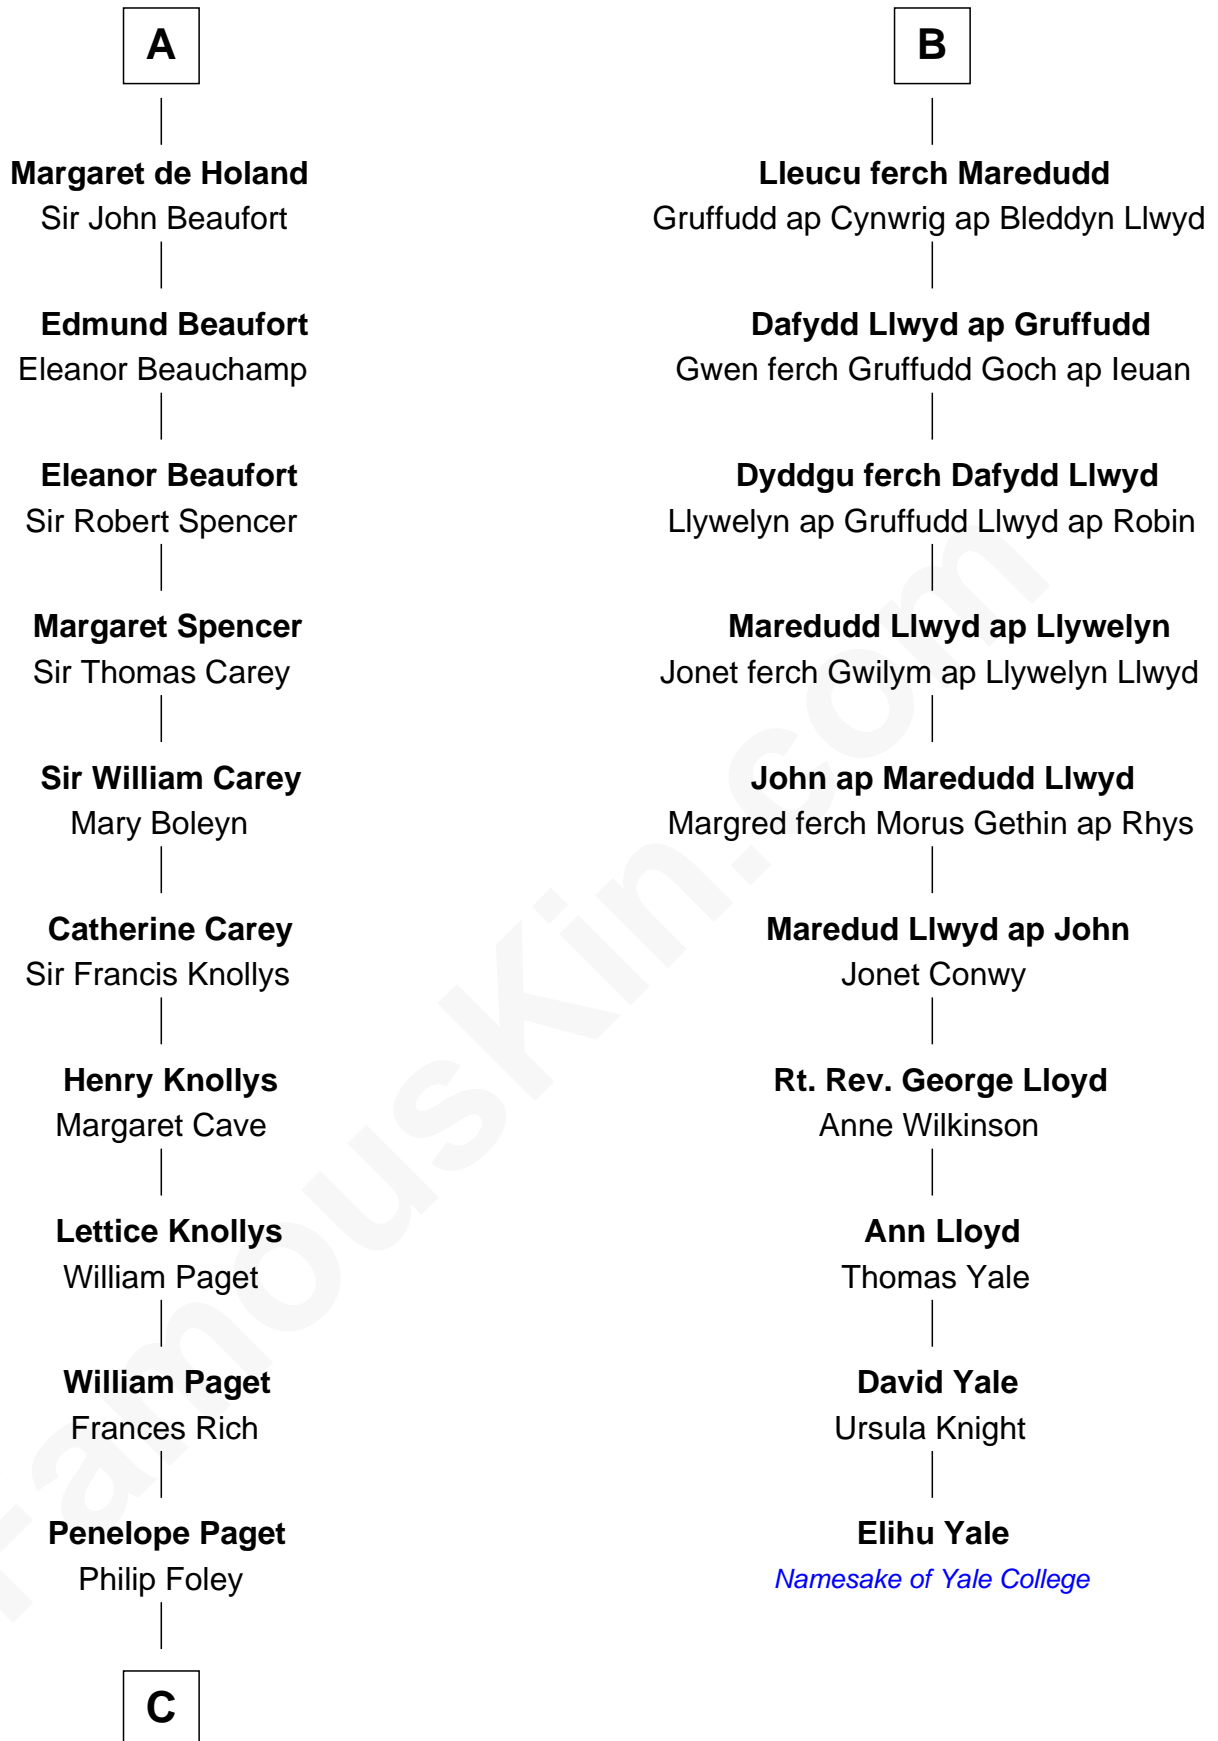 A
Margaret de Holand
Sir John Beaufort
Edmund Beaufort
Eleanor Beauchamp
Eleanor Beaufort
Sir Robert Spencer
Margaret Spencer
Sir Thomas Carey
Sir William Carey
Mary Boleyn
Catherine Carey
Sir Francis Knollys
Henry Knollys
Margaret Cave
Lettice Knollys
William Paget
William Paget
Frances Rich
Penelope Paget
Philip Foley
C
B
Lleucu ferch Maredudd
Gruffudd ap Cynwrig ap Bleddyn Llwyd
Dafydd Llwyd ap Gruffudd
Gwen ferch Gruffudd Goch ap Ieuan
Dyddgu ferch Dafydd Llwyd
Llywelyn ap Gruffudd Llwyd ap Robin
Maredudd Llwyd ap Llywelyn
Jonet ferch Gwilym ap Llywelyn Llwyd
John ap Maredudd Llwyd
Margred ferch Morus Gethin ap Rhys
Maredud Llwyd ap John
Jonet Conwy
Rt. Rev. George Lloyd
Anne Wilkinson
Ann Lloyd
Thomas Yale
David Yale
Ursula Knight
Elihu Yale
Namesake of Yale College
FamousKin.com